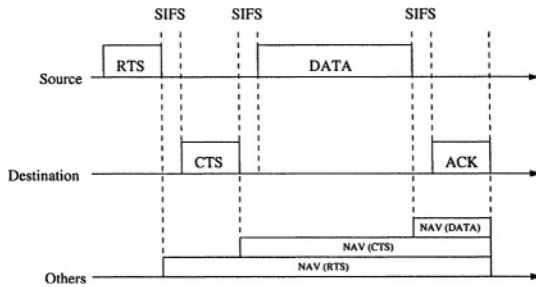 SIFS SIFS SIFS
RTS DATA
Source
CTS ACK
Destination
NAV (DATA)
NAV (CTS)
NAV (RTS)
Others